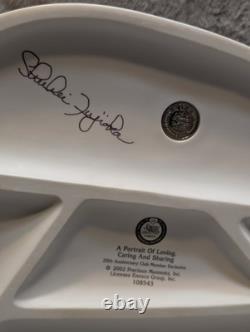 Shuhei Fujioka
A Portrait of Loving,
Caring And Sharing
25th Anniversary Club Member Exclusive
© 2002 Precious Moments, Inc.
Licensee Enesco Group, Inc.
108543